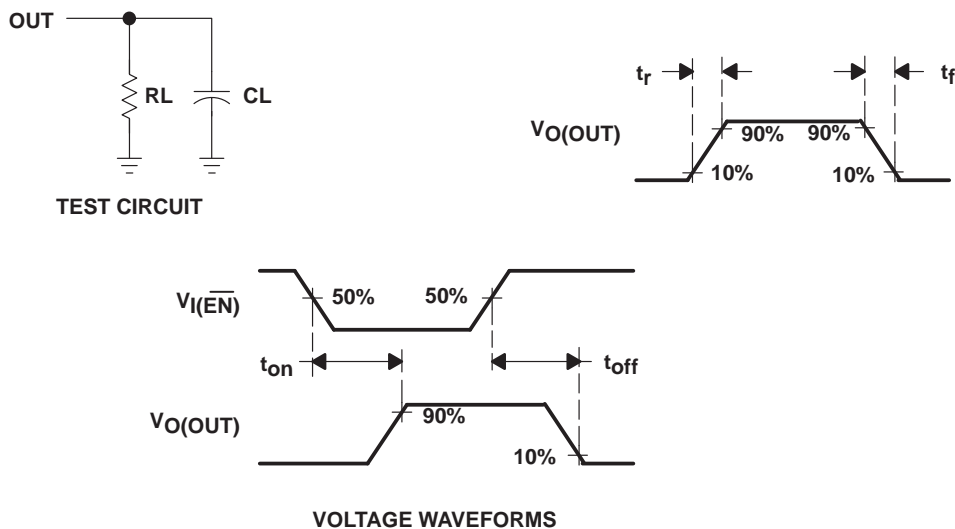 OUT
RL CL
TEST CIRCUIT
tr tf
VO(OUT)
90% 90%
10% 10%
VI(E̅N̅)
50% 50%
ton toff
VO(OUT)
90%
10%
VOLTAGE WAVEFORMS